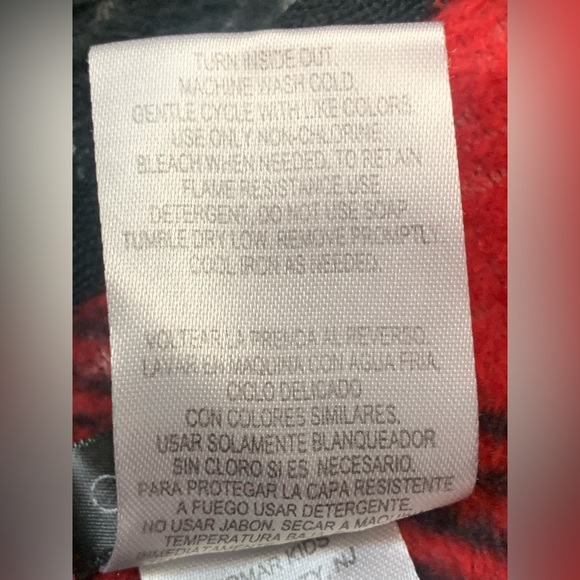 TURN INSIDE OUT.
MACHINE WASH COLD,
GENTLE CYCLE WITH LIKE COLORS.
USE ONLY NON-CHLORINE
BLEACH WHEN NEEDED. TO RETAIN
FLAME RESISTANCE USE
DETERGENT. DO NOT USE SOAP.
TUMBLE DRY LOW. REMOVE PROMPTLY.
COOL IRON AS NEEDED.
VOLTEAR LA PRENDA AL REVERSO.
LAVAR EN MAQUINA CON AGUA FRIA,
CICLO DELICADO
CON COLORES SIMILARES.
USAR SOLAMENTE BLANQUEADOR
SIN CLORO SI ES NECESARIO.
PARA PROTEGAR LA CAPA RESISTENTE
A FUEGO USAR DETERGENTE.
NO USAR JABON. SECAR A
TEMPERATURA
KIDS
NJ